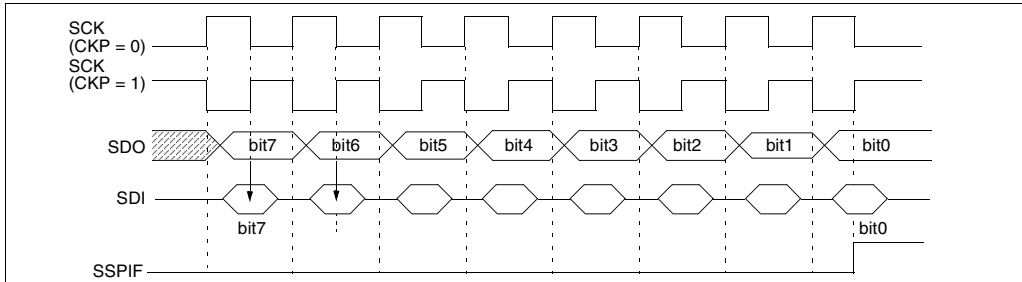 SCK
(CKP = 0)
SCK
(CKP = 1)
SDO bit7 bit6 bit5 bit4 bit3 bit2 bit1 bit0
SDI
bit7 bit0
SSPIF